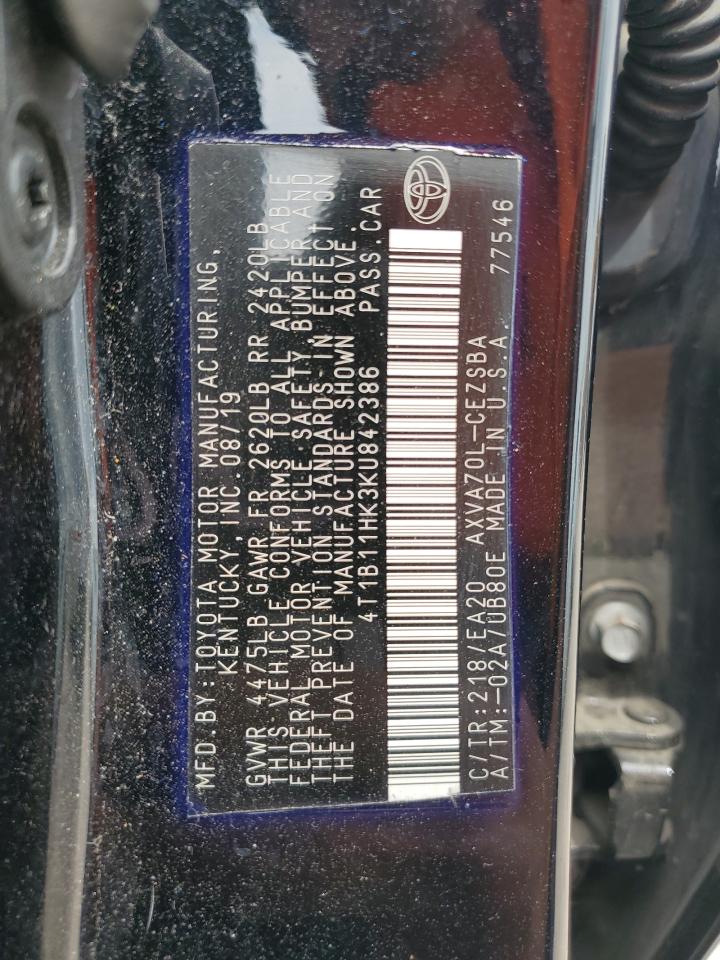 MFD.BY:TOYOTA MOTOR MANUFACTURING,
KENTUCKY, INC 08/19
GVWR 4475LB GAWR FR 2620LB RR 2420LB
THIS VEHICLE CONFORMS TO ALL APPLICABLE
FEDERAL MOTOR VEHICLE SAFETY, BUMPER AND
THEFT PREVENTION STANDARDS IN EFFECT ON
THE DATE OF MANUFACTURE SHOWN ABOVE.
4T1B11HK3KU842386 PASS.CAR
C/TR:218/EA20 AXVA70L-CEZSBA
A/TM:-02A/UB80E MADE IN U.S.A. 77546